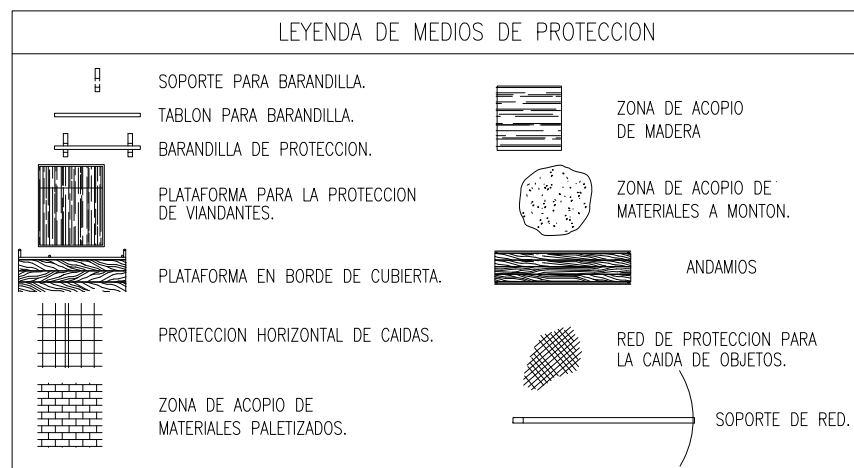 LEYENDA DE MEDIOS DE PROTECCION
SOPORTE PARA BARANDILLA.
TABLON PARA BARANDILLA.
BARANDILLA DE PROTECCION.
PLATAFORMA PARA LA PROTECCION
DE VIANDANTES.
PLATAFORMA EN BORDE DE CUBIERTA.
PROTECCION HORIZONTAL DE CAIDAS.
ZONA DE ACOPIO DE
MATERIALES PALETIZADOS.
ZONA DE ACOPIO
DE MADERA
ZONA DE ACOPIO DE
MATERIALES A MONTON.
ANDAMIOS
RED DE PROTECCION PARA
LA CAIDA DE OBJETOS.
SOPORTE DE RED.